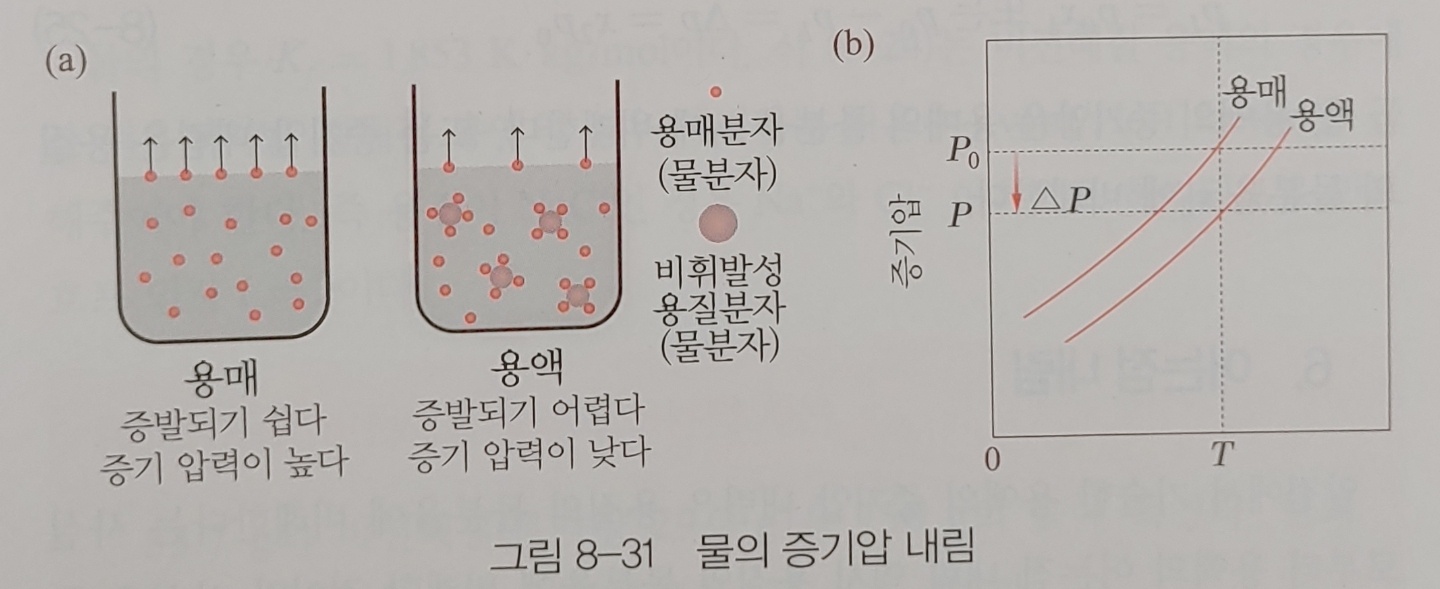 (a)
용매
증발되기 쉽다
증기 압력이 높다
용액
증발되기 어렵다
증기 압력이 낮다
용매분자
(물분자)
비휘발성
용질분자
(물분자)
(b)
증기압
P₀
P
△P
용매
용액
0
T
그림 8-31 물의 증기압 내림